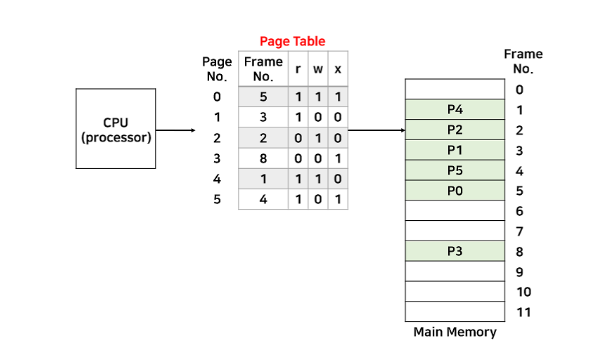 Page Table
Page No.
Frame No.
r w x
0 5 1 1 1
1 3 1 0 0
2 2 0 1 0
3 8 0 0 1
4 1 1 1 0
5 4 1 0 1
CPU
(processor)
Frame
No.
0
P4 1
P2 2
P1 3
P5 4
P0 5
6
7
P3 8
9
10
11
Main Memory